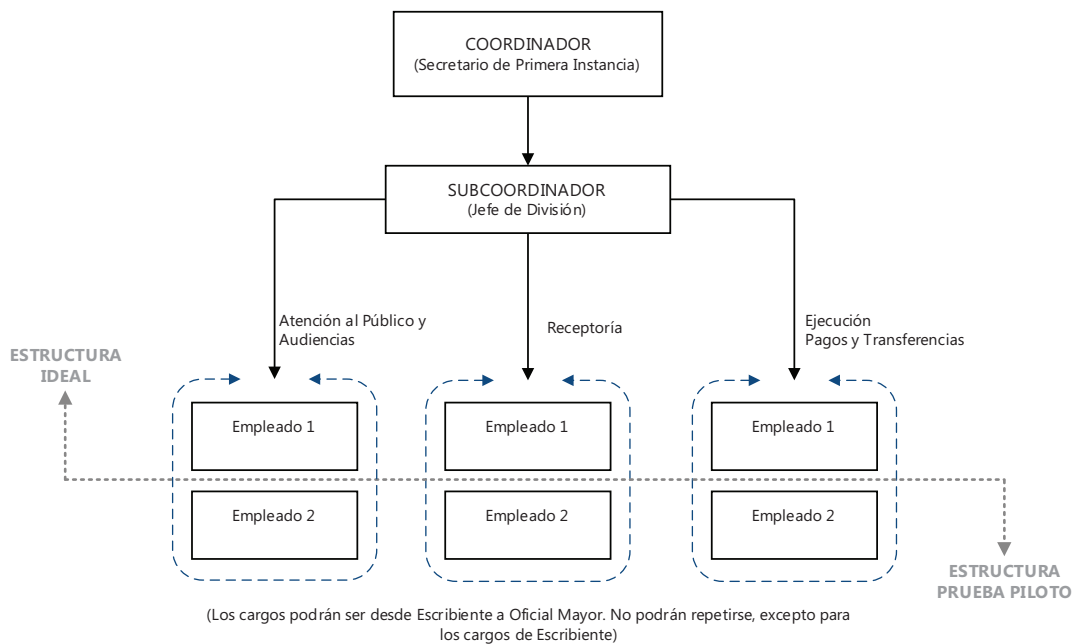 COORDINADOR
(Secretario de Primera Instancia)
SUBCOORDINADOR
(Jefe de División)
Atención al Público y
Audiencias
Receptoría
Ejecución
Pagos y Transferencias
ESTRUCTURA
IDEAL
Empleado 1
Empleado 1
Empleado 1
Empleado 2
Empleado 2
Empleado 2
ESTRUCTURA
PRUEBA PILOTO
(Los cargos podrán ser desde Escribiente a Oficial Mayor. No podrán repetirse, excepto para
los cargos de Escribiente)